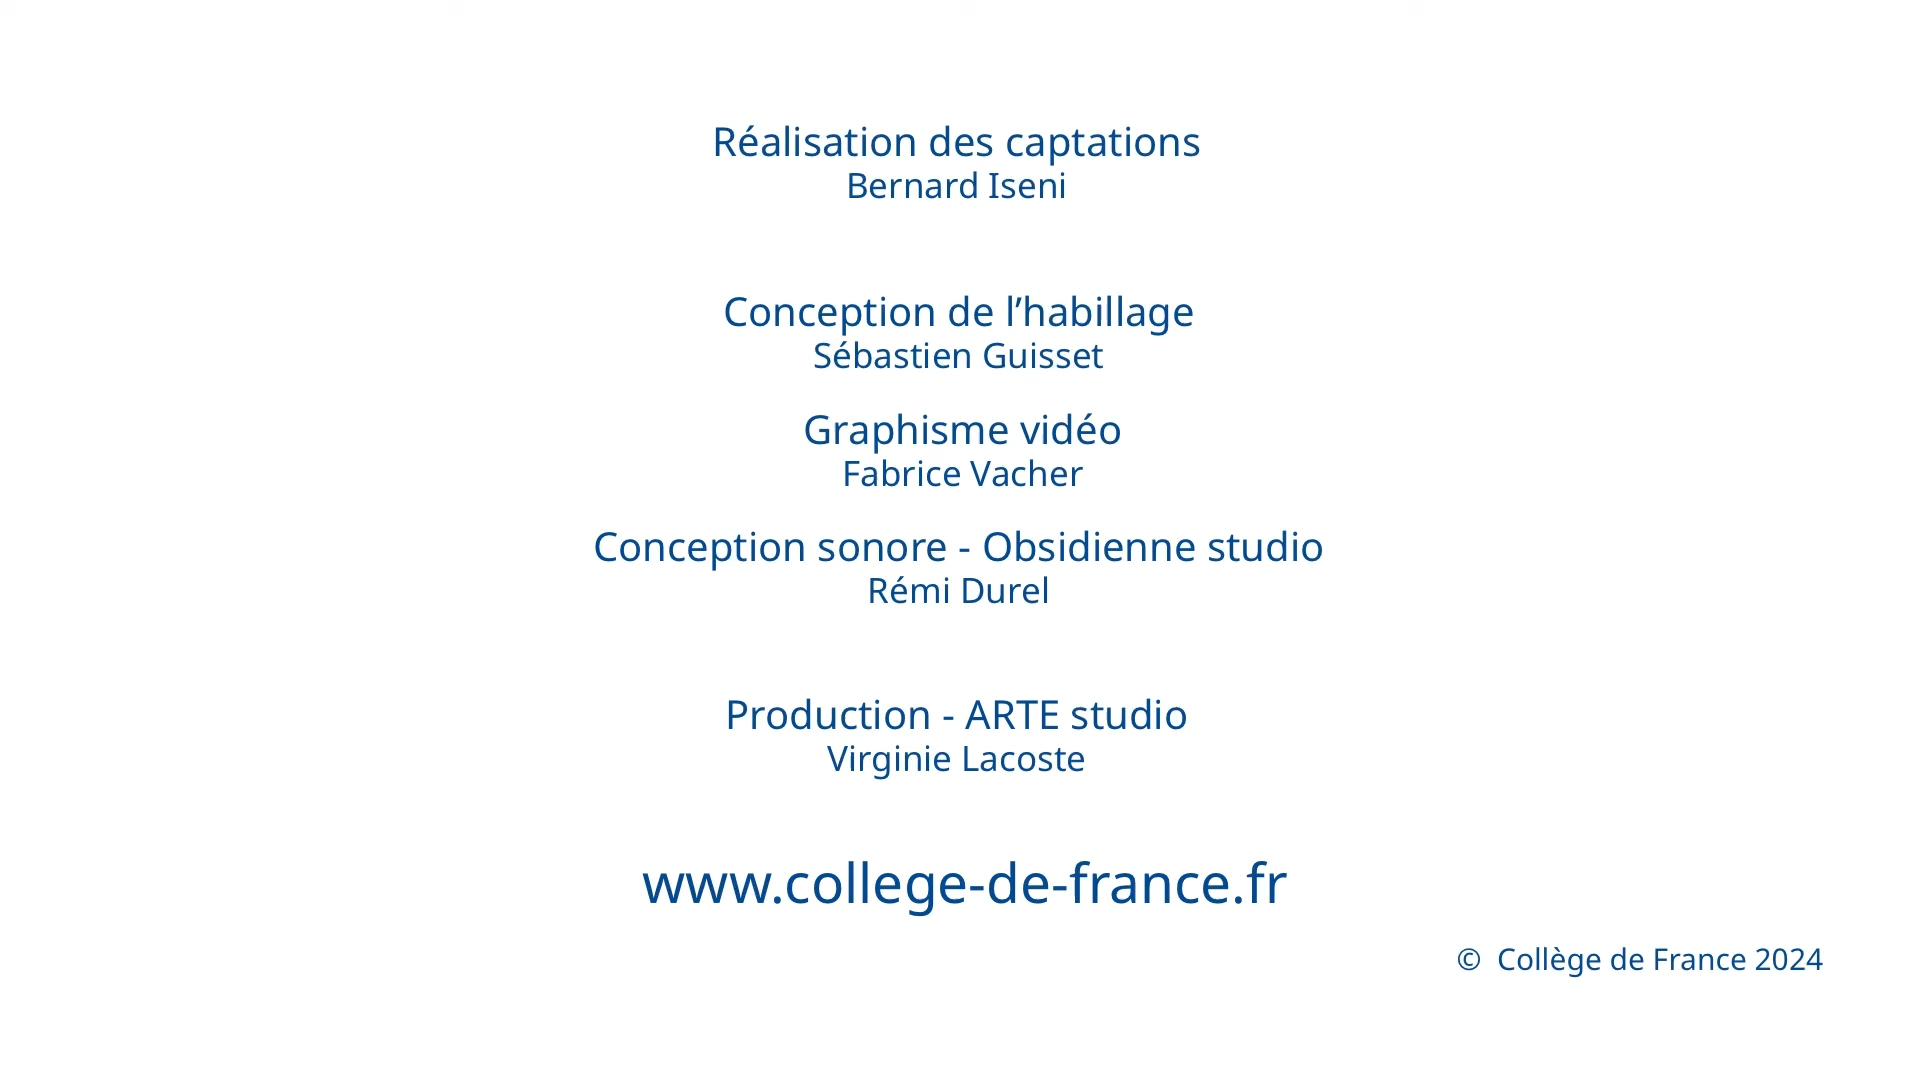 Réalisation des captations
Bernard Iseni
Conception de l’habillage
Sébastien Guisset
Graphisme vidéo
Fabrice Vacher
Conception sonore - Obsidienne studio
Rémi Durel
Production - ARTE studio
Virginie Lacoste
www.college-de-france.fr
© Collège de France 2024